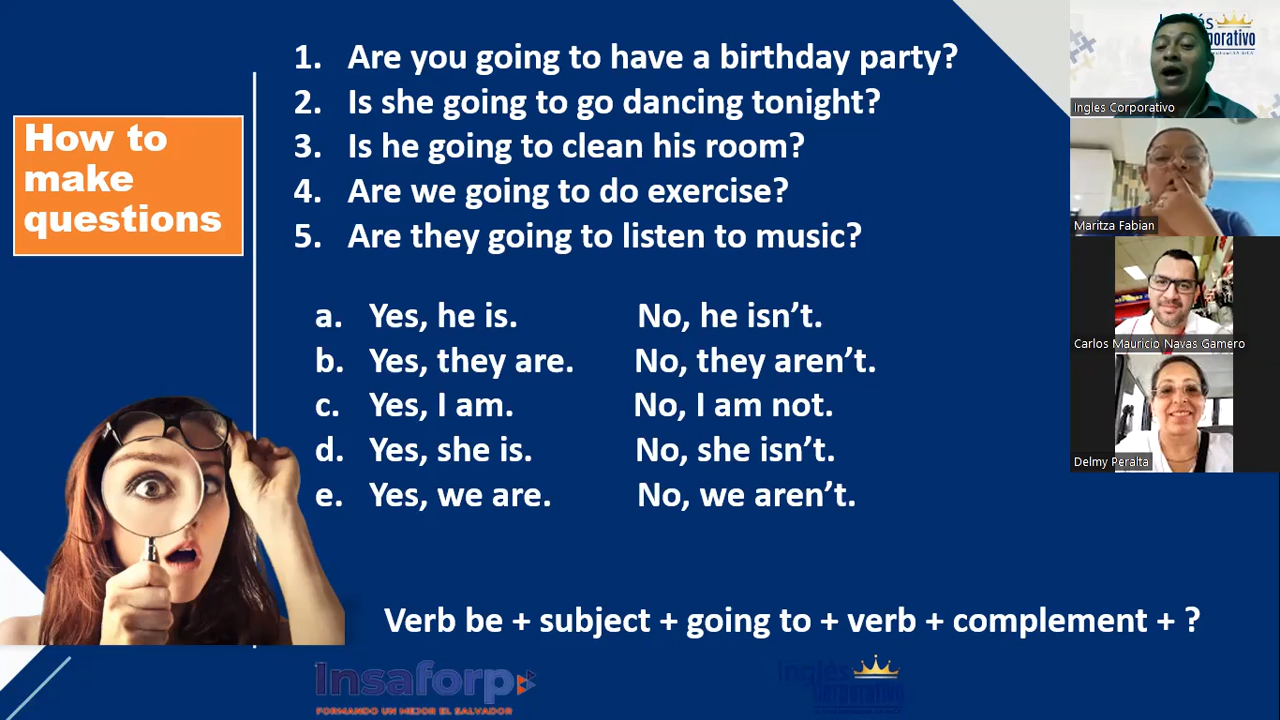 How to
make
questions
1. Are you going to have a birthday party?
2. Is she going to go dancing tonight?
3. Is he going to clean his room?
4. Are we going to do exercise?
5. Are they going to listen to music?
a. Yes, he is. No, he isn’t.
b. Yes, they are. No, they aren’t.
c. Yes, I am. No, I am not.
d. Yes, she is. No, she isn’t.
e. Yes, we are. No, we aren’t.
Verb be + subject + going to + verb + complement + ?
Insaforp
FORMANDO UN MEJOR EL SALVADOR
Inglés
Corporativo
Ingles Corporativo
Maritza Fabian
Carlos Mauricio Navas Gamero
Delmy Peralta